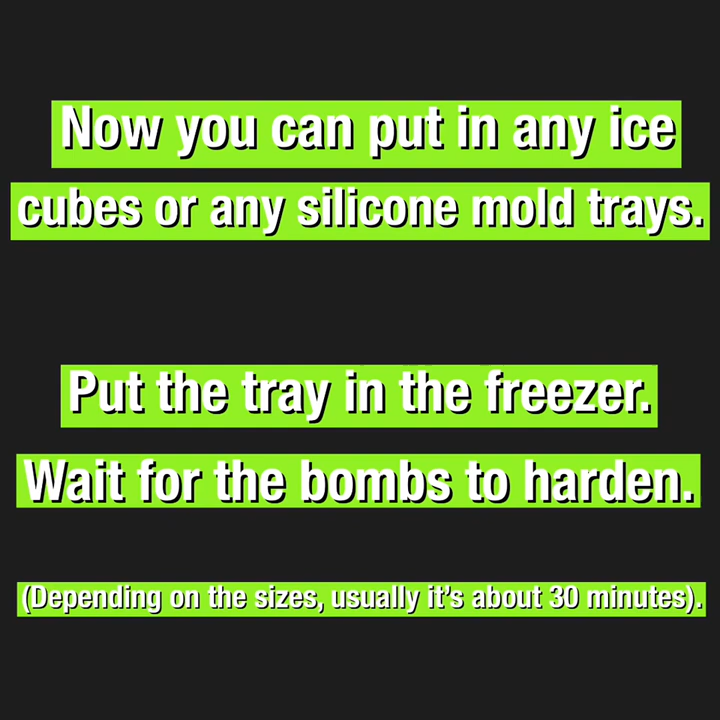 Now you can put in any ice
cubes or any silicone mold trays.
Put the tray in the freezer.
Wait for the bombs to harden.
(Depending on the sizes, usually it's about 30 minutes).